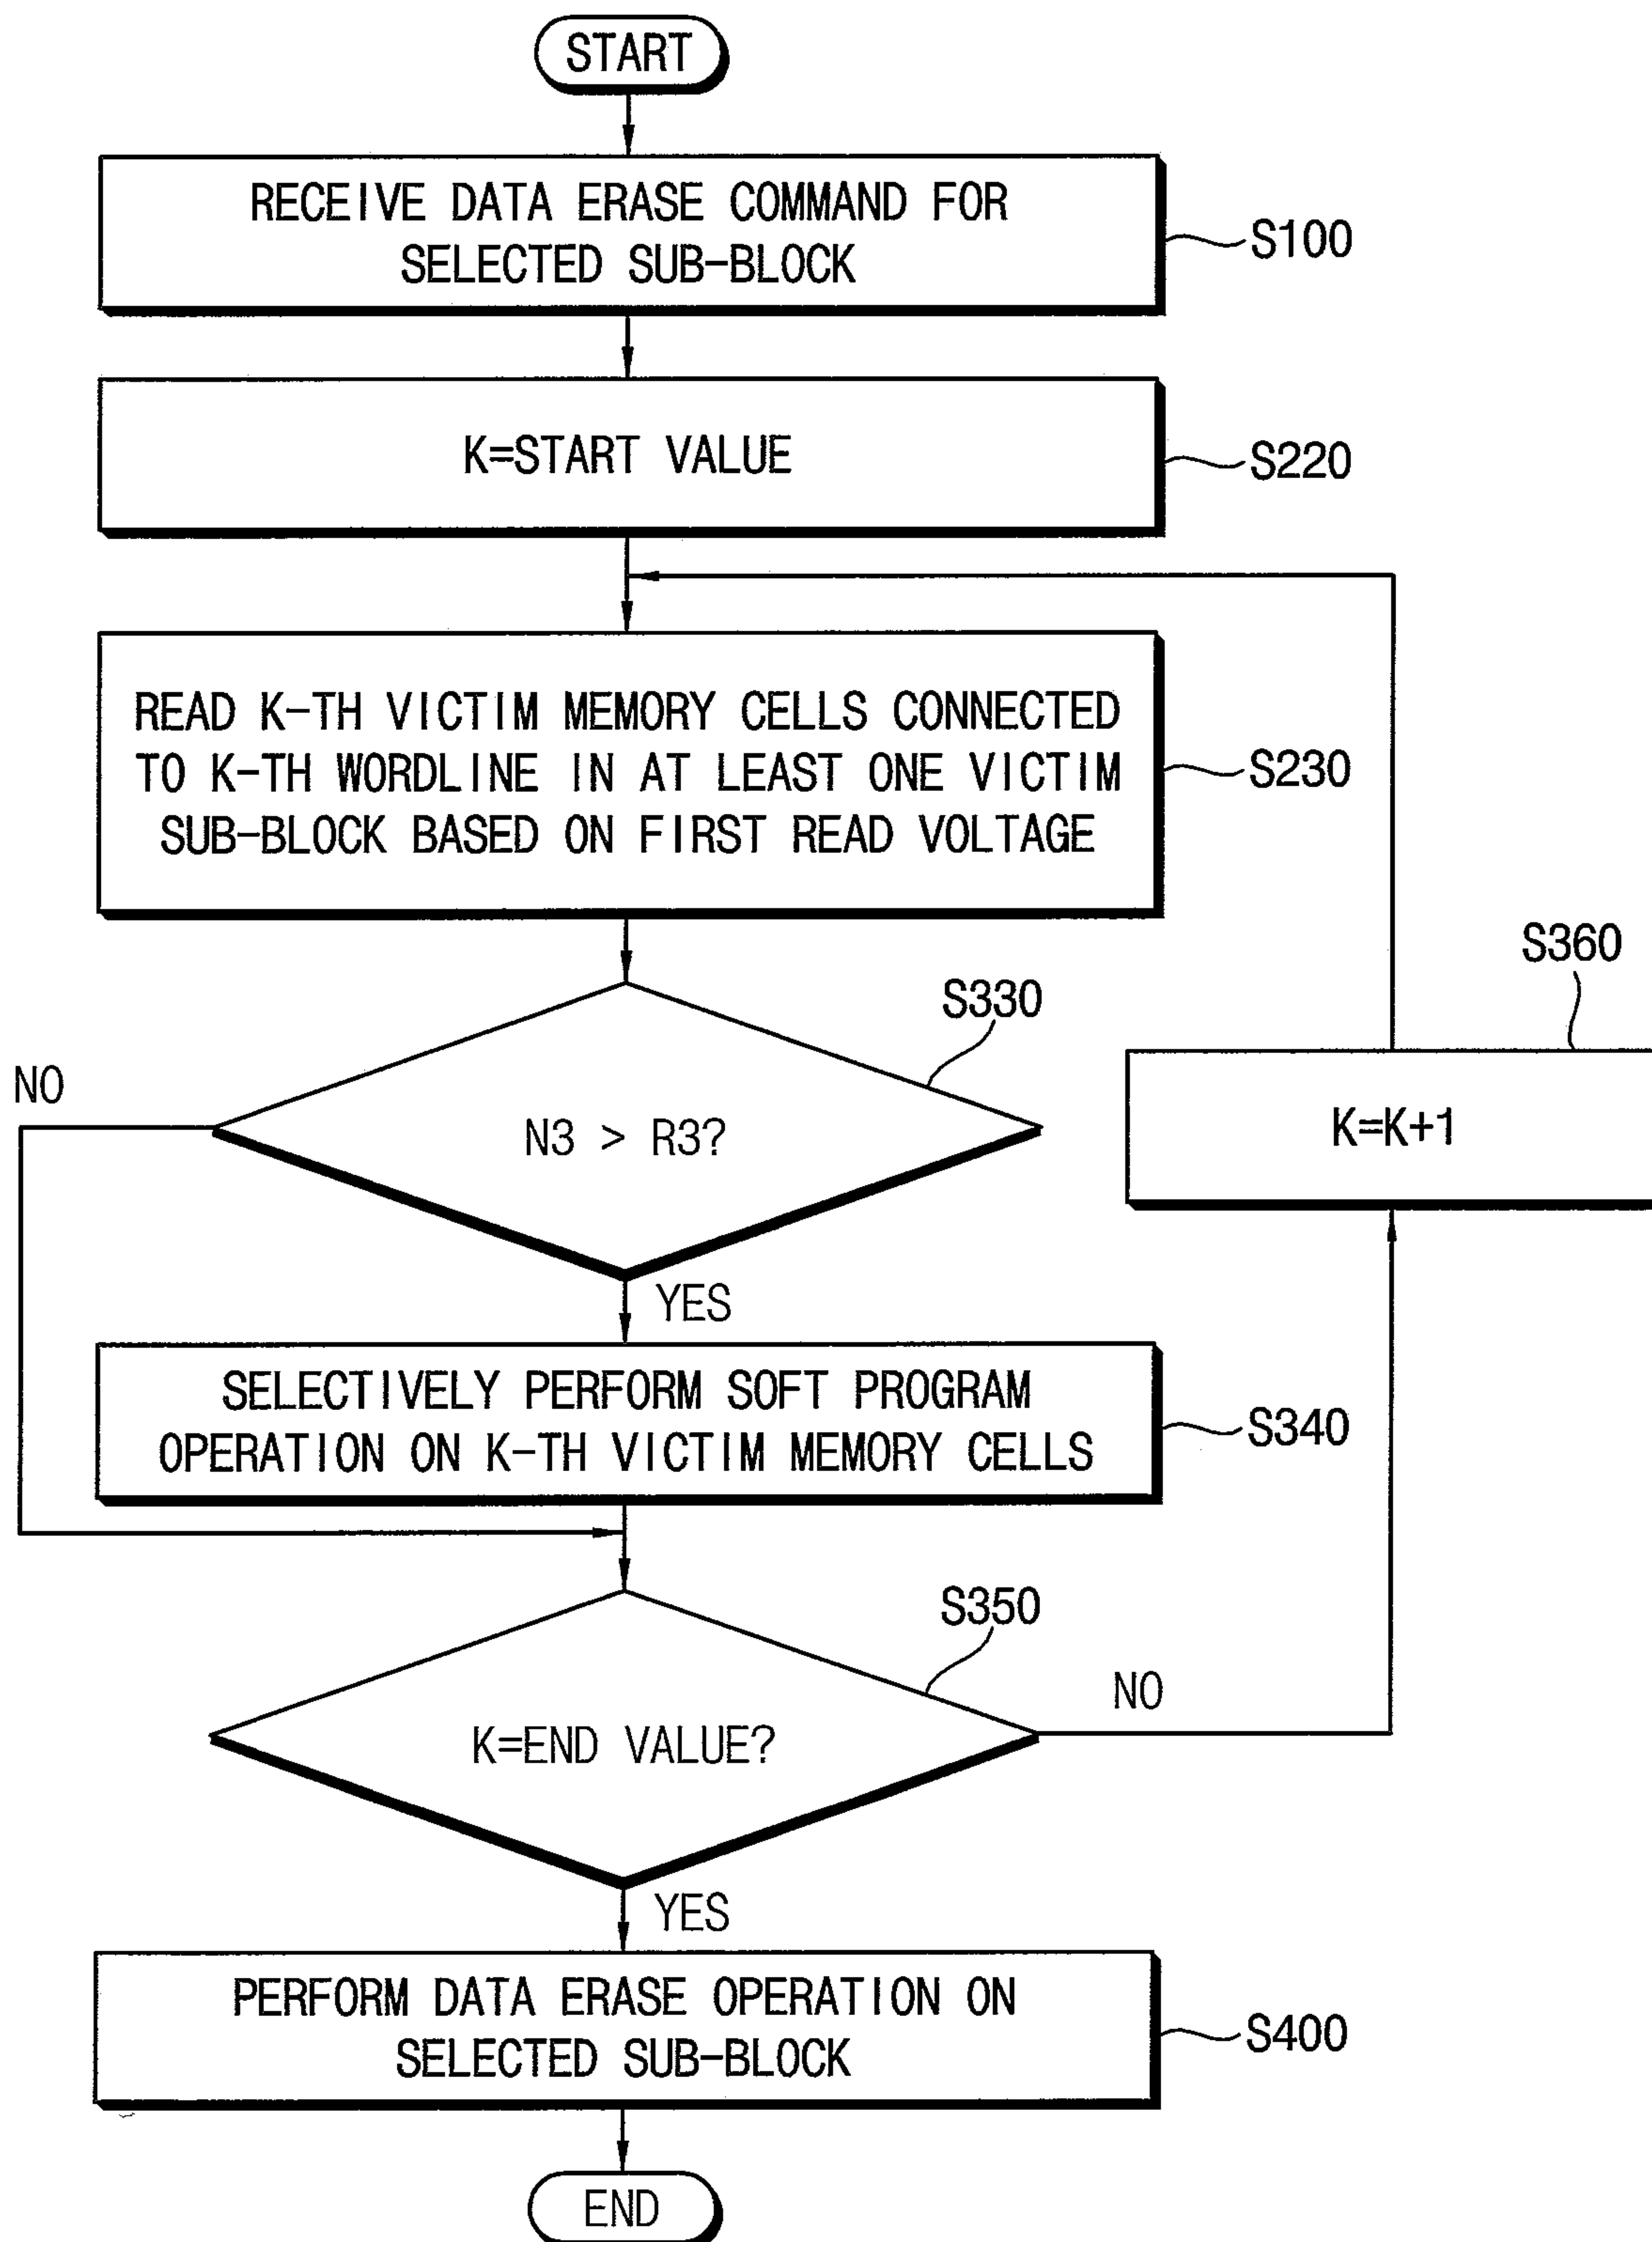 START
RECEIVE DATA ERASE COMMAND FOR
SELECTED SUB-BLOCK
S100
K=START VALUE
S220
READ K-TH VICTIM MEMORY CELLS CONNECTED
TO K-TH WORDLINE IN AT LEAST ONE VICTIM
SUB-BLOCK BASED ON FIRST READ VOLTAGE
S230
S360
K=K+1
S330
NO
N3 > R3?
YES
SELECTIVELY PERFORM SOFT PROGRAM
OPERATION ON K-TH VICTIM MEMORY CELLS
S340
S350
NO
K=END VALUE?
YES
PERFORM DATA ERASE OPERATION ON
SELECTED SUB-BLOCK
S400
END